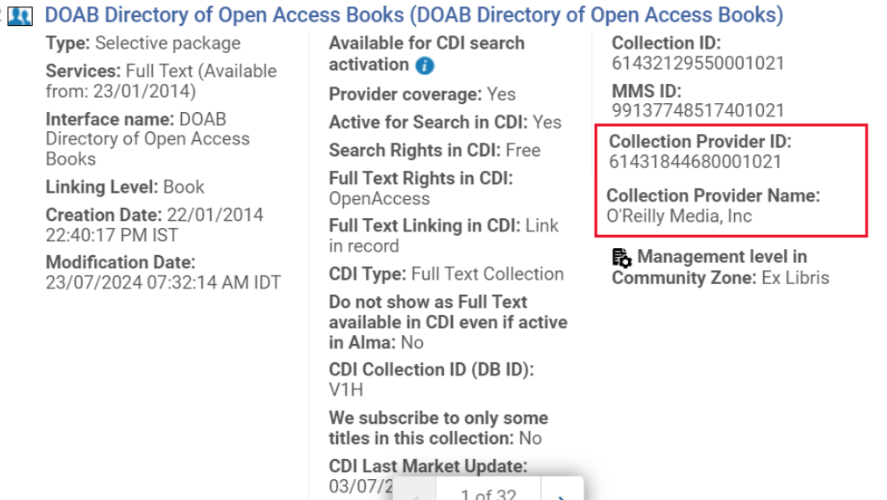 DOAB Directory of Open Access Books (DOAB Directory of Open Access Books)
Type: Selective package
Services: Full Text (Available
from: 23/01/2014)
Interface name: DOAB
Directory of Open Access
Books
Linking Level: Book
Creation Date: 22/01/2014
22:40:17 PM IST
Modification Date:
23/07/2024 07:32:14 AM IDT
Available for CDI search
activation
Provider coverage: Yes
Active for Search in CDI: Yes
Search Rights in CDI: Free
Full Text Rights in CDI:
OpenAccess
Full Text Linking in CDI: Link
in record
CDI Type: Full Text Collection
Do not show as Full Text
available in CDI even if active
in Alma: No
CDI Collection ID (DB ID):
V1H
We subscribe to only some
titles in this collection: No
CDI Last Market Update:
03/07/2
Collection ID:
61432129550001021
MMS ID:
99137748517401021
Collection Provider ID:
61431844680001021
Collection Provider Name:
O'Reilly Media, Inc
Management level in
Community Zone: Ex Libris
1 of 32